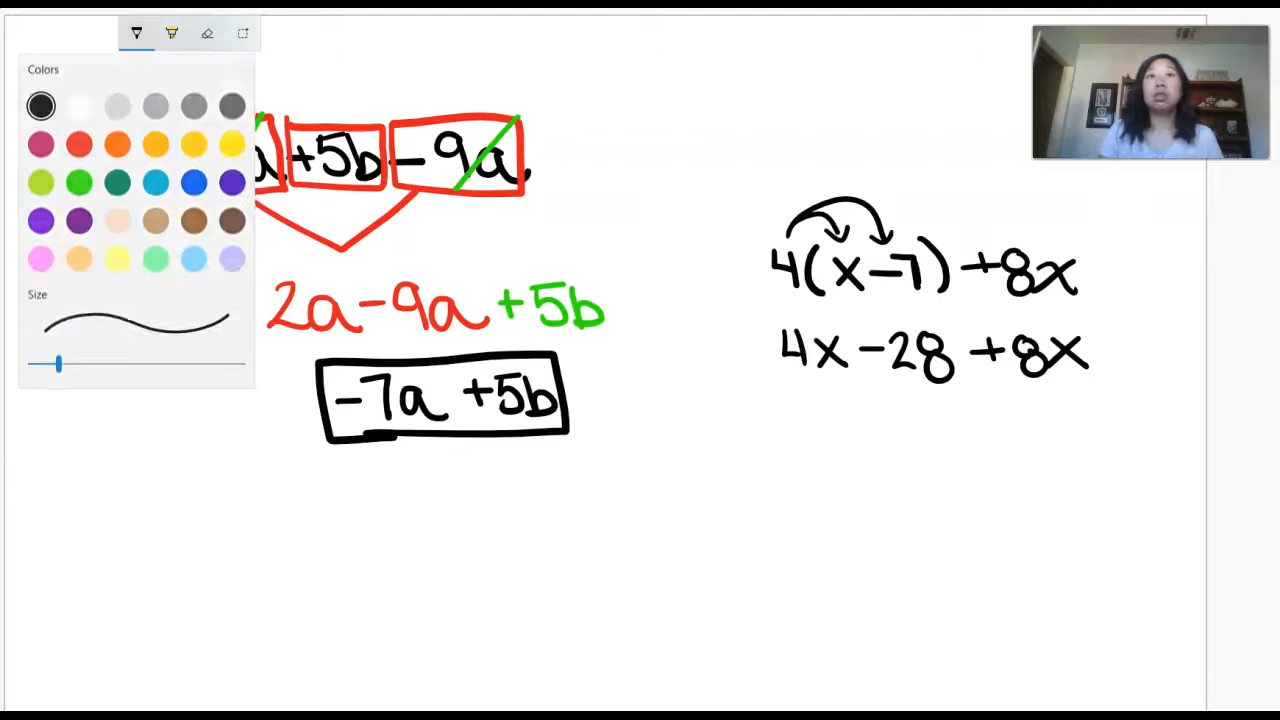 Colors
a +5b - 9a
Size
2a - 9a + 5b
-7a +5b
4(x - 7) + 8x
4x - 28 + 8x